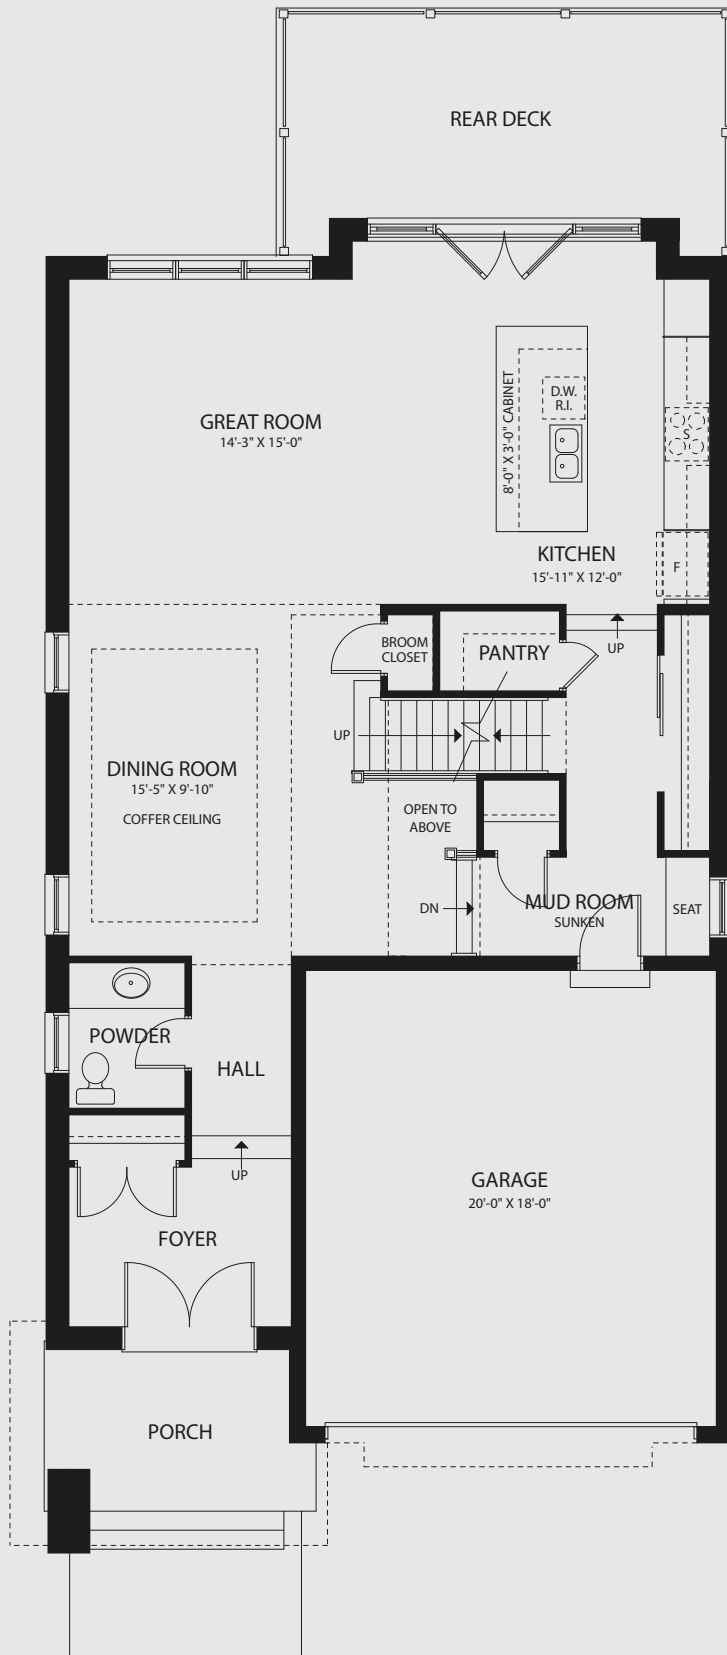 REAR DECK
GREAT ROOM
14'-3" X 15'-0"
8'-0" X 3'-0" CABINET
D.W.
R.I.
S
KITCHEN
15'-11" X 12'-0"
F
BROOM
CLOSET
PANTRY
UP
UP
DINING ROOM
15'-5" X 9'-10"
COFFER CEILING
OPEN TO
ABOVE
DN
MUD ROOM
SUNKEN
SEAT
POWDER
HALL
UP
FOYER
GARAGE
20'-0" X 18'-0"
PORCH